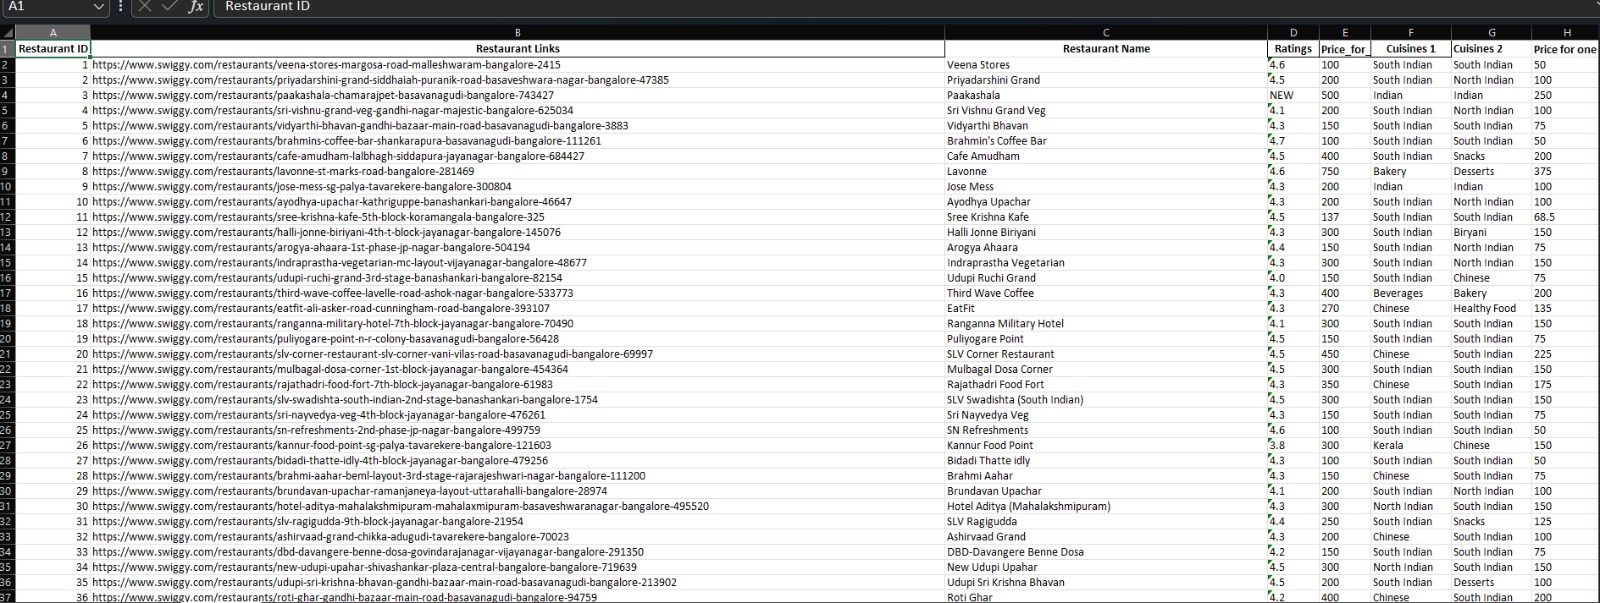 A1 fx Restaurant ID
A B C D E F G H
1 Restaurant ID Restaurant Links Restaurant Name Ratings Price_for_ Cuisines 1 Cuisines 2 Price for one
2 1 https://www.swiggy.com/restaurants/veena-stores-margosa-road-malleshwaram-bangalore-2415 Veena Stores 4.6 100 South Indian South Indian 50
3 2 https://www.swiggy.com/restaurants/priyadarshini-grand-siddhaiah-puranik-road-basaveshwara-nagar-bangalore-47385 Priyadarshini Grand 4.5 200 South Indian North Indian 100
4 3 https://www.swiggy.com/restaurants/paakashala-chamarajpet-basavanagudi-bangalore-743427 Paakashala NEW 500 Indian Indian 250
5 4 https://www.swiggy.com/restaurants/sri-vishnu-grand-veg-gandhi-nagar-majestic-bangalore-625034 Sri Vishnu Grand Veg 4.1 200 South Indian North Indian 100
6 5 https://www.swiggy.com/restaurants/vidyarthi-bhavan-gandhi-bazaar-main-road-basavanagudi-bangalore-3883 Vidyarthi Bhavan 4.3 150 South Indian South Indian 75
7 6 https://www.swiggy.com/restaurants/brahmins-coffee-bar-shankarapura-basavanagudi-bangalore-111261 Brahmin's Coffee Bar 4.7 100 South Indian South Indian 50
8 7 https://www.swiggy.com/restaurants/cafe-amudham-lalbhagh-siddapura-jayanagar-bangalore-684427 Cafe Amudham 4.5 400 South Indian Snacks 200
9 8 https://www.swiggy.com/restaurants/lavonne-st-marks-road-bangalore-281469 Lavonne 4.6 750 Bakery Desserts 375
10 9 https://www.swiggy.com/restaurants/jose-mess-sg-palya-tavarekere-bangalore-300804 Jose Mess 4.3 200 Indian Indian 100
11 10 https://www.swiggy.com/restaurants/ayodhya-upachar-kathriguppe-banashankari-bangalore-46647 Ayodhya Upachar 4.3 200 South Indian North Indian 100
12 11 https://www.swiggy.com/restaurants/sree-krishna-kafe-5th-block-koramangala-bangalore-325 Sree Krishna Kafe 4.5 137 South Indian South Indian 68.5
13 12 https://www.swiggy.com/restaurants/halli-jonne-biriyani-4th-t-block-jayanagar-bangalore-145076 Halli Jonne Biriyani 4.3 300 South Indian Biryani 150
14 13 https://www.swiggy.com/restaurants/arogya-ahaara-1st-phase-jp-nagar-bangalore-504194 Arogya Ahaara 4.4 150 South Indian North Indian 75
15 14 https://www.swiggy.com/restaurants/indraprastha-vegetarian-mc-layout-vijayanagar-bangalore-48677 Indraprastha Vegetarian 4.3 300 South Indian North Indian 150
16 15 https://www.swiggy.com/restaurants/udupi-ruchi-grand-3rd-stage-banashankari-bangalore-82154 Udupi Ruchi Grand 4.0 150 South Indian Chinese 75
17 16 https://www.swiggy.com/restaurants/third-wave-coffee-lavelle-road-ashok-nagar-bangalore-533773 Third Wave Coffee 4.3 400 Beverages Bakery 200
18 17 https://www.swiggy.com/restaurants/eatfit-ali-asker-road-cunningham-road-bangalore-393107 EatFit 4.3 270 Chinese Healthy Food 135
19 18 https://www.swiggy.com/restaurants/ranganna-military-hotel-7th-block-jayanagar-bangalore-70490 Ranganna Military Hotel 4.1 300 South Indian South Indian 150
20 19 https://www.swiggy.com/restaurants/puliyogare-point-n-r-colony-basavanagudi-bangalore-56428 Puliyogare Point 4.5 150 South Indian South Indian 75
21 20 https://www.swiggy.com/restaurants/slv-corner-restaurant-slv-corner-vani-vilas-road-basavanagudi-bangalore-69997 SLV Corner Restaurant 4.5 450 Chinese South Indian 225
22 21 https://www.swiggy.com/restaurants/mulbagal-dosa-corner-1st-block-jayanagar-bangalore-454364 Mulbagal Dosa Corner 4.5 300 South Indian South Indian 150
23 22 https://www.swiggy.com/restaurants/rajathadri-food-fort-7th-block-jayanagar-bangalore-61983 Rajathadri Food Fort 4.3 350 Chinese South Indian 175
24 23 https://www.swiggy.com/restaurants/slv-swadishta-south-indian-2nd-stage-banashankari-bangalore-1754 SLV Swadishta (South Indian) 4.5 300 South Indian South Indian 150
25 24 https://www.swiggy.com/restaurants/sri-nayvedya-veg-4th-block-jayanagar-bangalore-476261 Sri Nayvedya Veg 4.3 150 South Indian South Indian 75
26 25 https://www.swiggy.com/restaurants/sn-refreshments-2nd-phase-jp-nagar-bangalore-499759 SN Refreshments 4.6 100 South Indian South Indian 50
27 26 https://www.swiggy.com/restaurants/kannur-food-point-sg-palya-tavarekere-bangalore-121603 Kannur Food Point 3.8 300 Kerala Chinese 150
28 27 https://www.swiggy.com/restaurants/bidadi-thatte-idly-4th-block-jayanagar-bangalore-479256 Bidadi Thatte idly 4.3 100 South Indian South Indian 50
29 28 https://www.swiggy.com/restaurants/brahmi-aahar-beml-layout-3rd-stage-rajarajeshwari-nagar-bangalore-111200 Brahmi Aahar 4.3 150 Chinese South Indian 75
30 29 https://www.swiggy.com/restaurants/brundavan-upachar-ramanjaneya-layout-uttarahalli-bangalore-28974 Brundavan Upachar 4.1 200 South Indian North Indian 100
31 30 https://www.swiggy.com/restaurants/hotel-aditya-mahalakshmipuram-mahalaxmipuram-basaveshwaranagar-bangalore-495520 Hotel Aditya (Mahalakshmipuram) 4.3 300 North Indian South Indian 150
32 31 https://www.swiggy.com/restaurants/slv-ragigudda-9th-block-jayanagar-bangalore-21954 SLV Ragigudda 4.4 250 South Indian Snacks 125
33 32 https://www.swiggy.com/restaurants/ashirvaad-grand-chikka-adugudi-tavarekere-bangalore-70023 Ashirvaad Grand 4.3 200 Chinese South Indian 100
34 33 https://www.swiggy.com/restaurants/dbd-davangere-benne-dosa-govindarajanagar-vijayanagar-bangalore-291350 DBD-Davangere Benne Dosa 4.2 150 South Indian South Indian 75
35 34 https://www.swiggy.com/restaurants/new-udupi-upahar-shivashankar-plaza-central-bangalore-bangalore-719639 New Udupi Upahar 4.5 300 North Indian South Indian 150
36 35 https://www.swiggy.com/restaurants/udupi-sri-krishna-bhavan-gandhi-bazaar-main-road-basavanagudi-bangalore-213902 Udupi Sri Krishna Bhavan 4.5 200 South Indian Desserts 100
37 36 https://www.swiggy.com/restaurants/roti-ghar-gandhi-bazaar-main-road-basavanagudi-bangalore-94759 Roti Ghar 4.2 400 Chinese South Indian 200